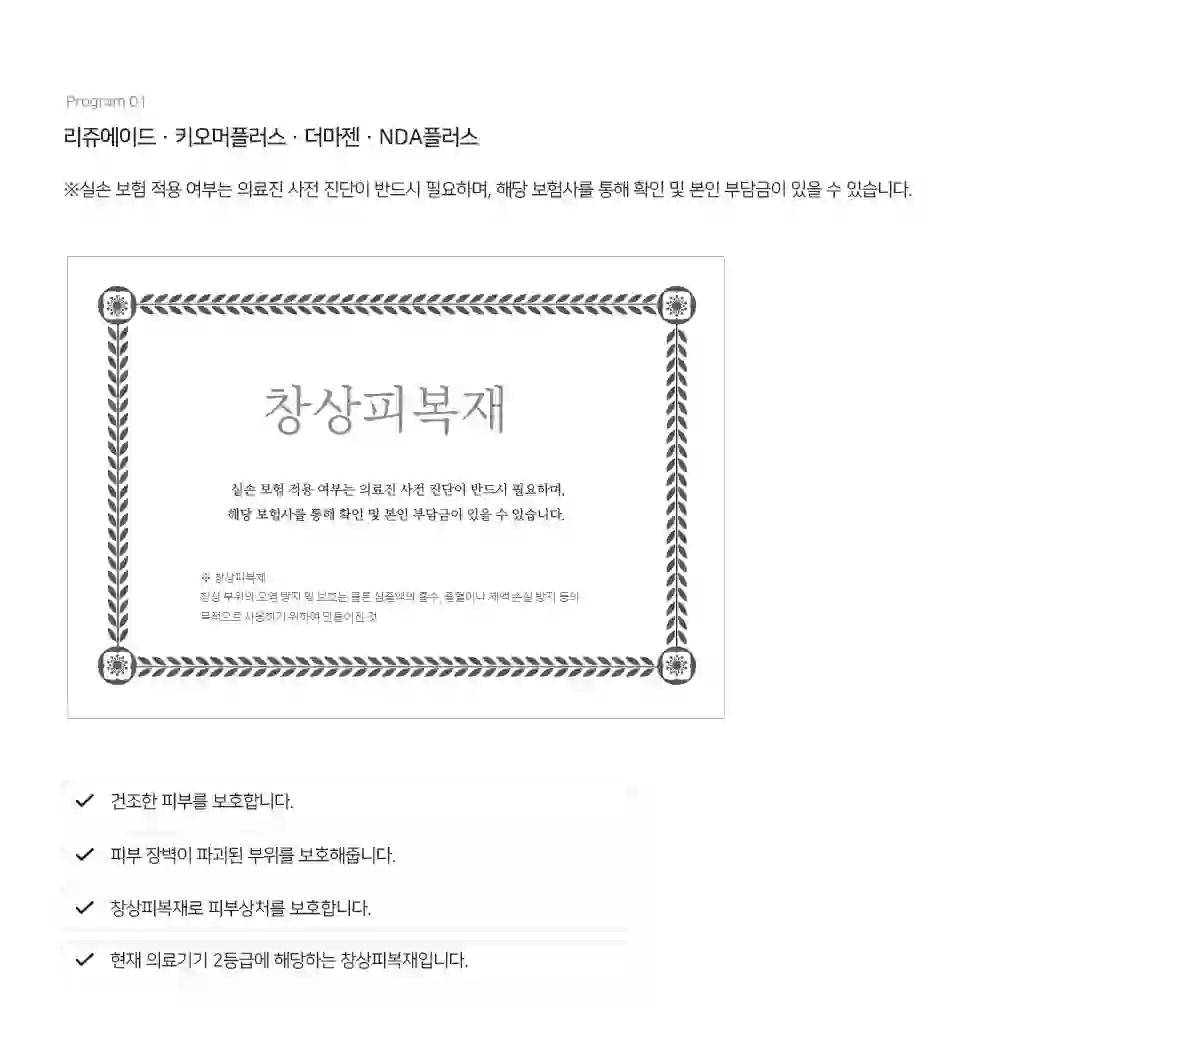 Program 01
리쥬에이드 · 키오머플러스 · 더마젠 · NDA플러스
※실손 보험 적용 여부는 의료진 사전 진단이 반드시 필요하며, 해당 보험사를 통해 확인 및 본인 부담금이 있을 수 있습니다.
창상피복재
실손 보험 적용 여부는 의료진 사전 진단이 반드시 필요하며,
해당 보험사를 통해 확인 및 본인 부담금이 있을 수 있습니다.
※ 창상피복재
창상 부위의 오염 방지 및 보호는 물론 삼출액의 흡수, 출혈이나 체액 손실 방지 등의
목적으로 사용하기 위하여 만들어진 것
건조한 피부를 보호합니다.
피부 장벽이 파괴된 부위를 보호해줍니다.
창상피복재로 피부상처를 보호합니다.
현재 의료기기 2등급에 해당하는 창상피복재입니다.